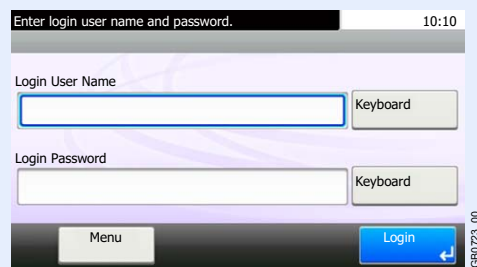 Enter login user name and password. 10:10
Login User Name
Keyboard
Login Password
Keyboard
Menu Login
GB0723_00